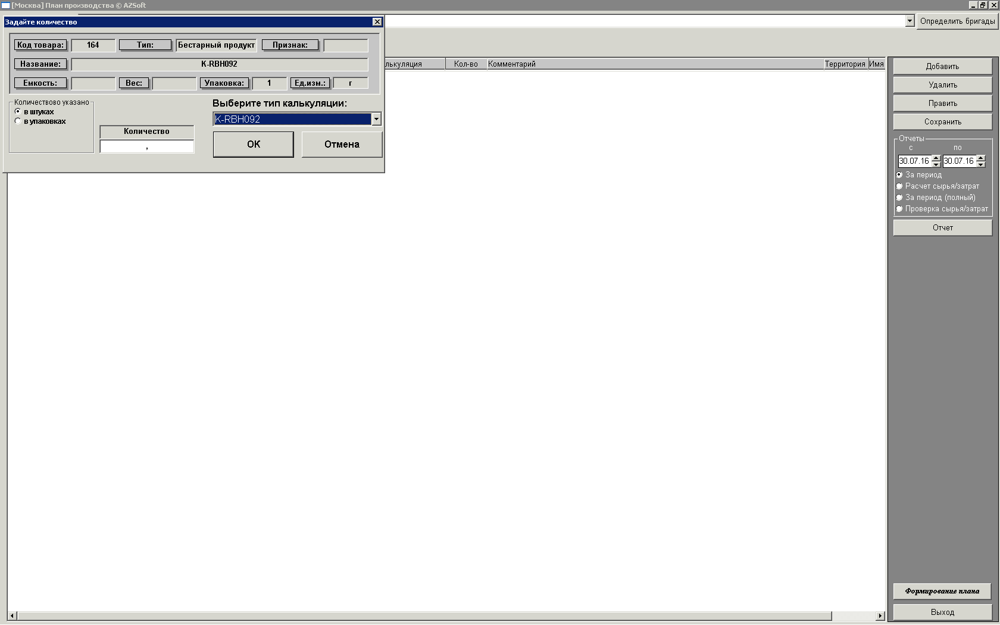 [Москва] План производства © AZSoft
Задайте количество
Определить бригады
Код товара: 164 Тип: Бестарный продукт Признак:
Название: K-RBH092
Емкость: Вес: Упаковка: 1 Ед.изм.: г
лькуляция Кол-во Комментарий Территория Имя
Количествово указано
в штуках
в упаковках
Количество
,
Выберите тип калькуляции:
K-RBH092
ОК Отмена
Добавить
Удалить
Править
Сохранить
Отчеты
с по
30.07.16 30.07.16
За период
Расчет сырья/затрат
За период (полный)
Проверка сырья/затрат
Отчет
Формирование плана
Выход